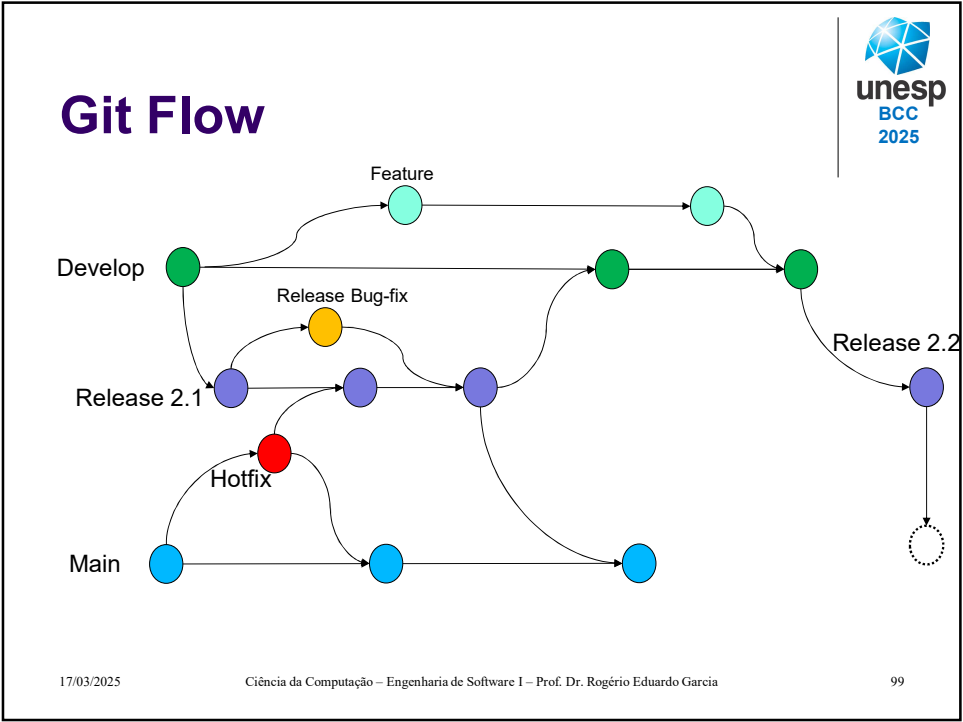 unesp
BCC
2025
Git Flow
Feature
Develop
Release Bug-fix
Release 2.2
Release 2.1
Hotfix
Main
17/03/2025
Ciência da Computação – Engenharia de Software I – Prof. Dr. Rogério Eduardo Garcia
99